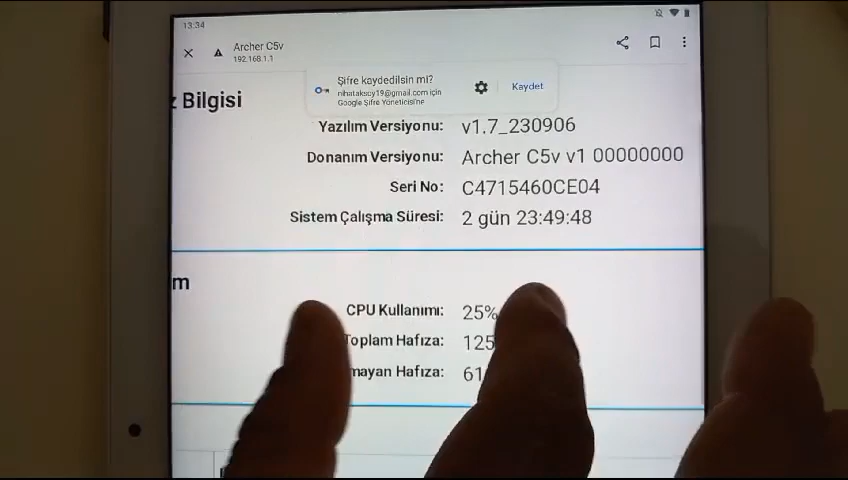 13:34
Archer C5v
192.168.1.1
Şifre kaydedilsin mi?
nihataksoy19@gmail.com için
Google Şifre Yöneticisi'ne
Kaydet
z Bilgisi
Yazılım Versiyonu: v1.7_230906
Donanım Versiyonu: Archer C5v v1 00000000
Seri No: C4715460CE04
Sistem Çalışma Süresi: 2 gün 23:49:48
m
CPU Kullanımı: 25%
Toplam Hafıza: 125
mayan Hafıza: 61